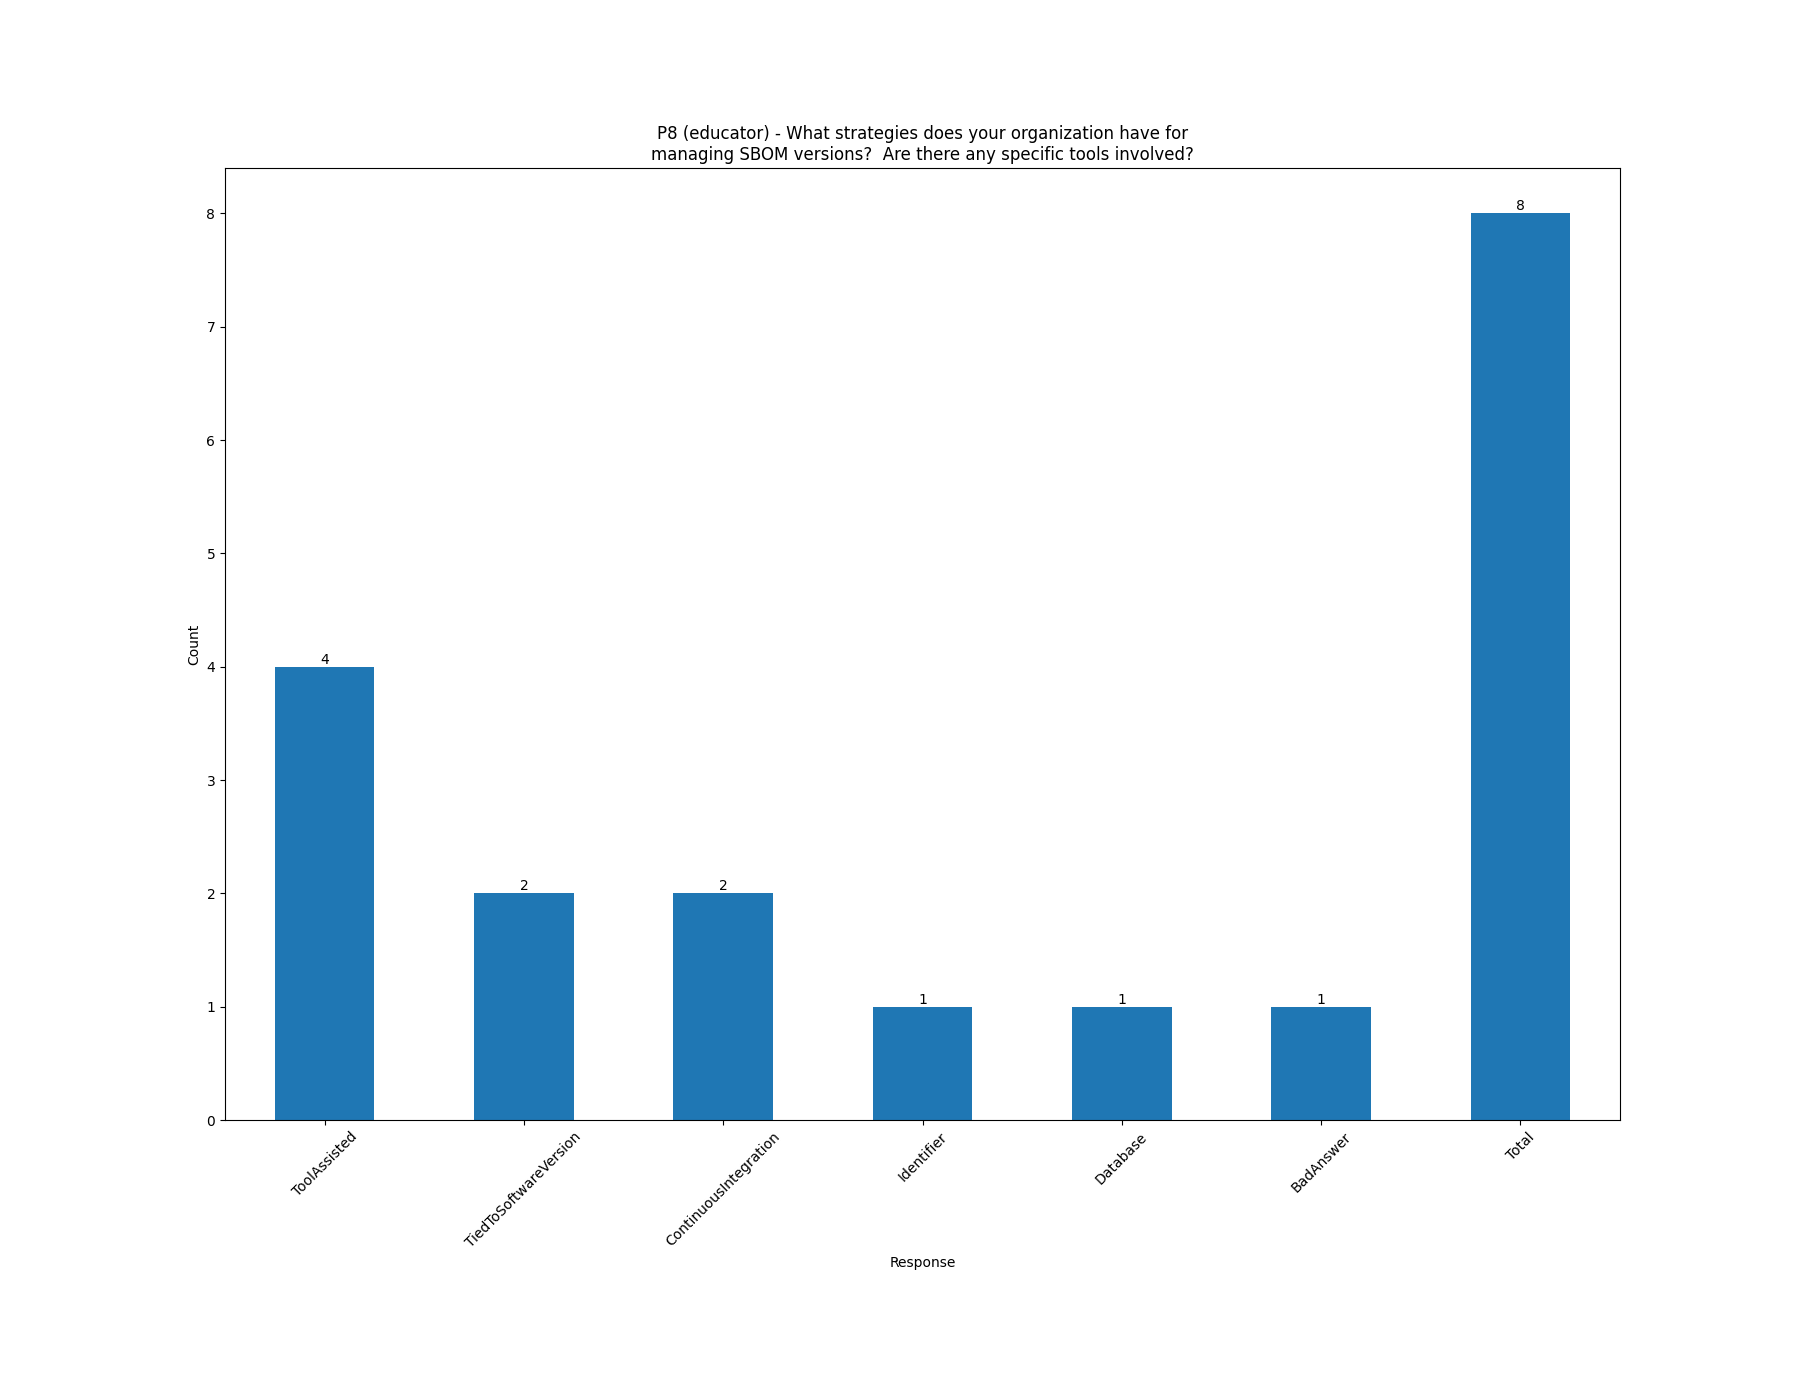 P8 (educator) - What strategies does your organization have for
managing SBOM versions?  Are there any specific tools involved?
8
7
6
5
4
3
2
1
0
Count
4
2
2
1
1
1
8
ToolAssisted
TiedToSoftwareVersion
ContinuousIntegration
Identifier
Database
BadAnswer
Total
Response